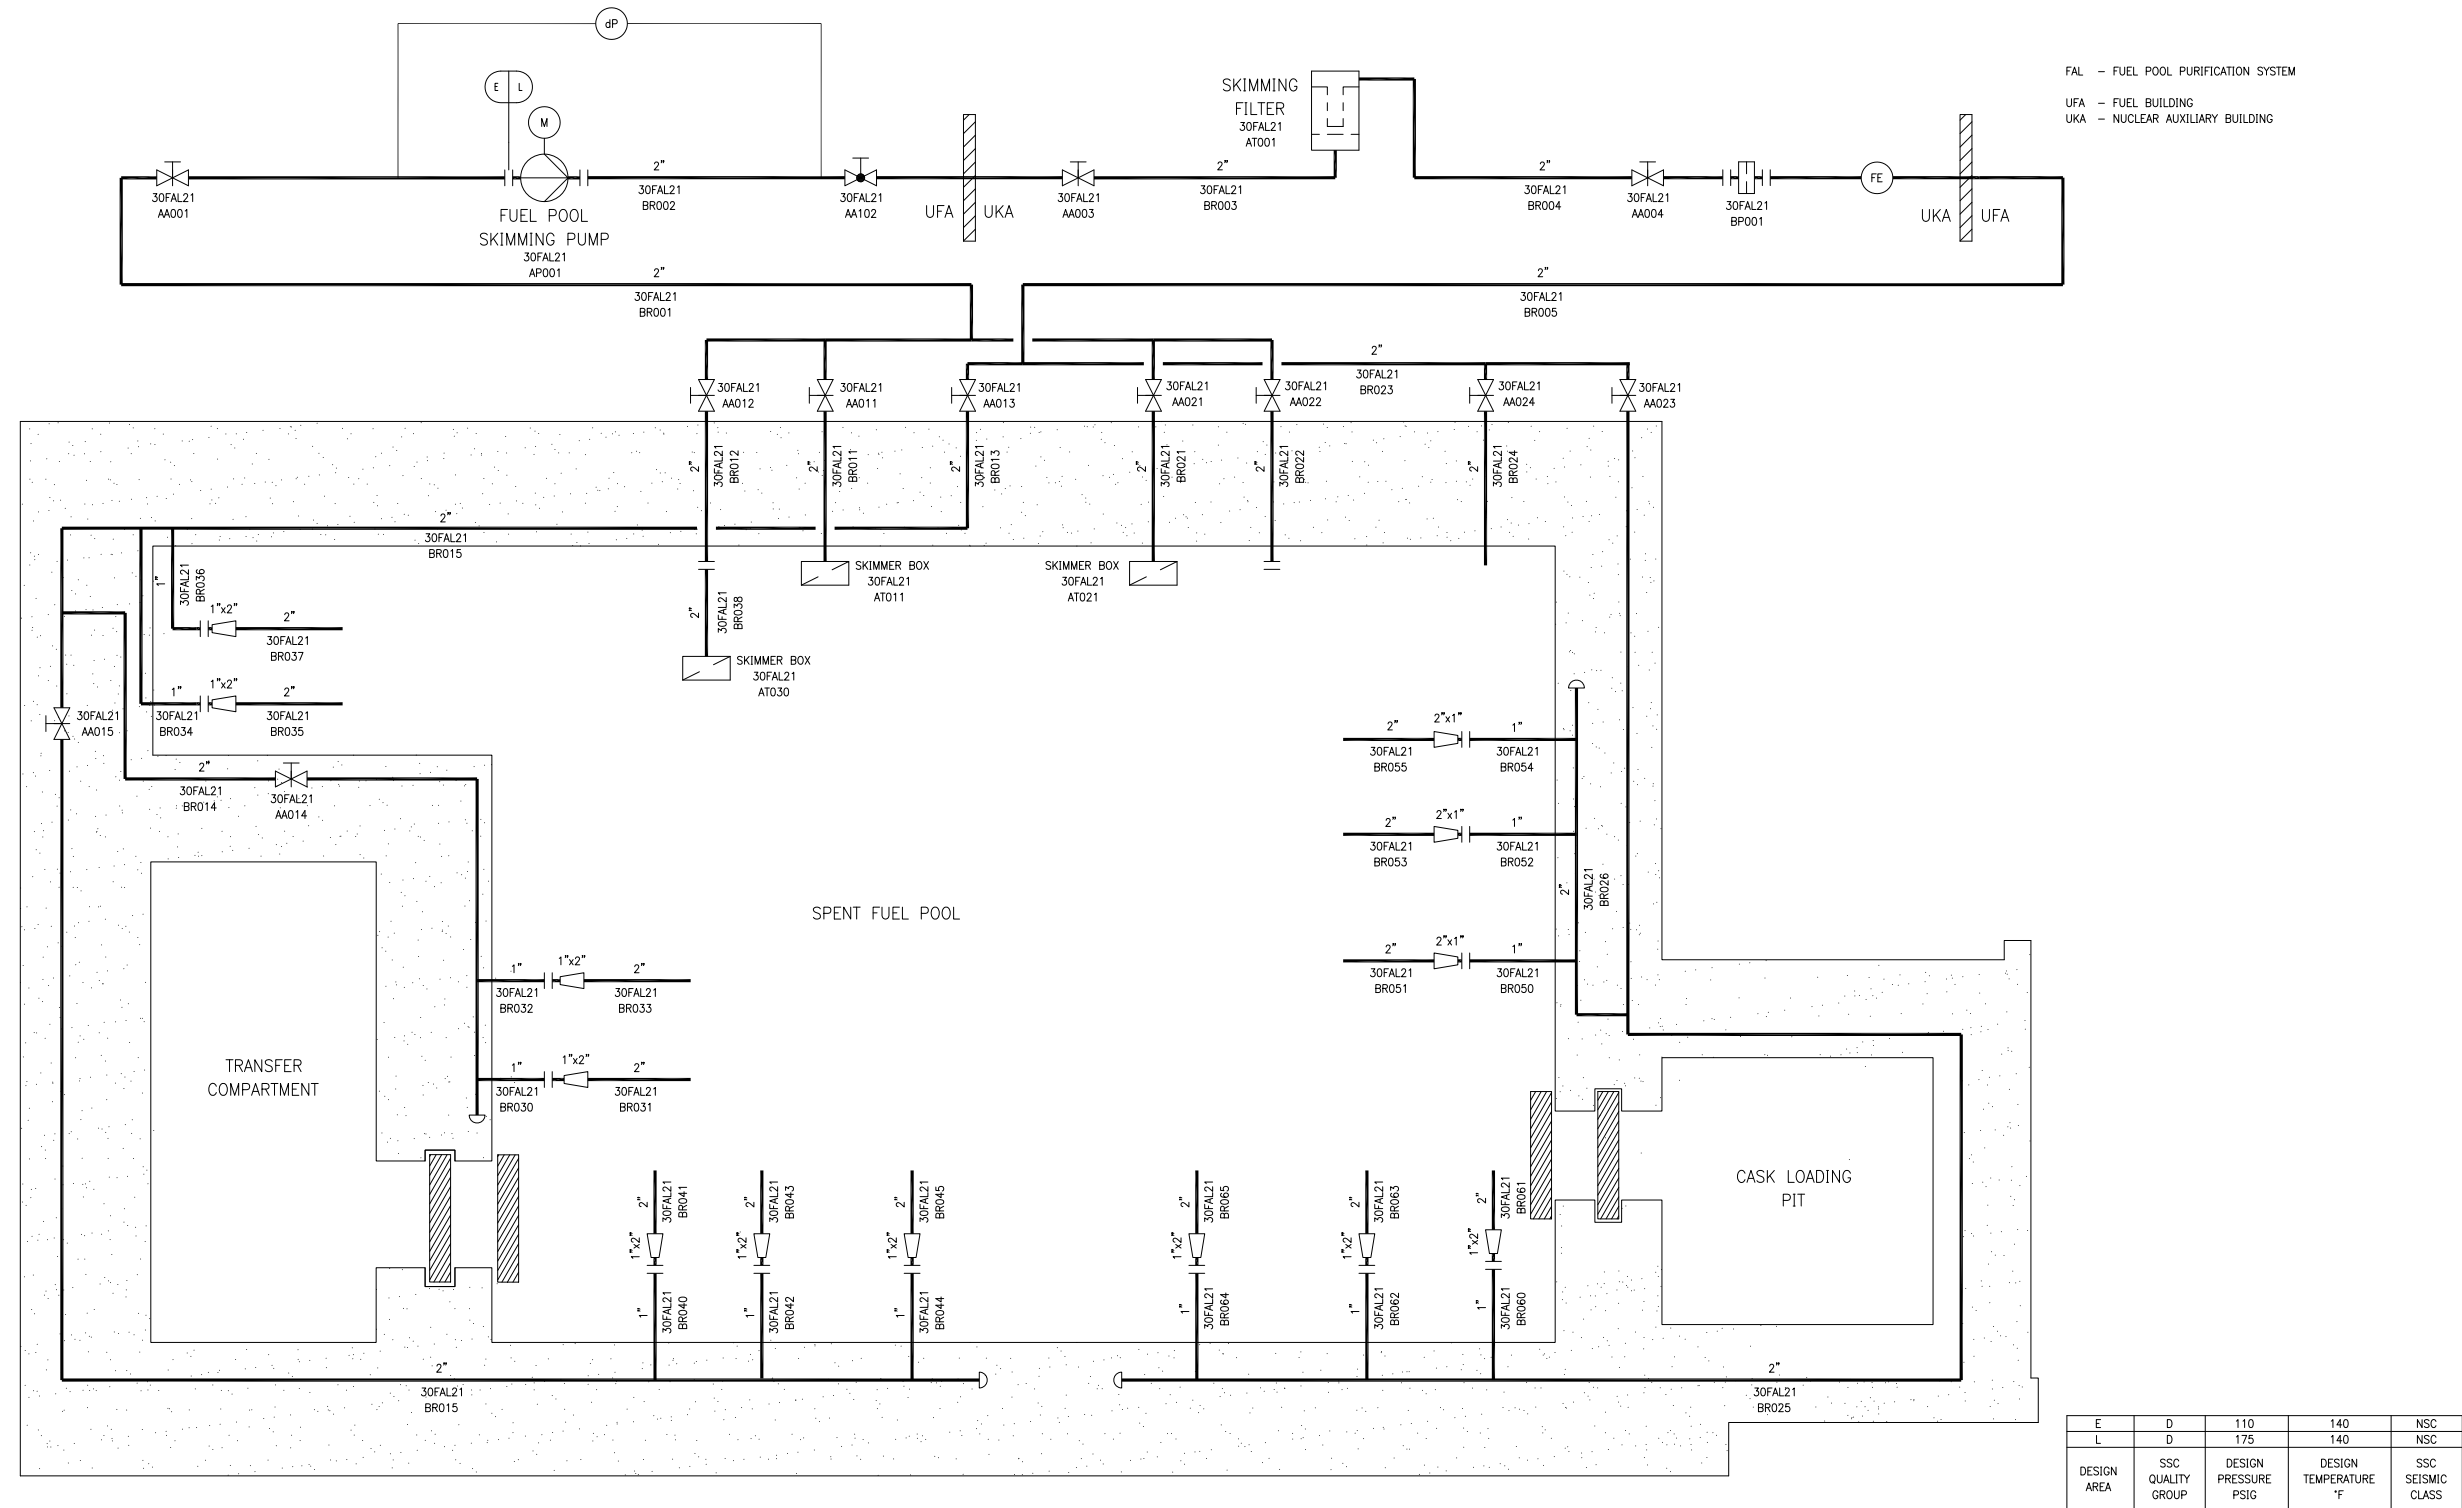 dP
FAL – FUEL POOL PURIFICATION SYSTEM
UFA – FUEL BUILDING
UKA – NUCLEAR AUXILIARY BUILDING
E L
M
SKIMMING
FILTER
30FAL21
AT001
30FAL21
AA001
FUEL POOL
SKIMMING PUMP
30FAL21
AP001
2"
30FAL21
BR002
30FAL21
AA102
UFA
UKA
30FAL21
AA003
2"
30FAL21
BR003
2"
30FAL21
BR004
30FAL21
AA004
30FAL21
BP001
FE
UKA
UFA
2"
30FAL21
BR001
2"
30FAL21
BR005
2"
30FAL21
BR023
30FAL21
AA012
30FAL21
AA011
30FAL21
AA013
30FAL21
AA021
30FAL21
AA022
30FAL21
AA024
30FAL21
AA023
2"
30FAL21
BR012
2"
30FAL21
BR011
2"
30FAL21
BR013
2"
30FAL21
BR021
2"
30FAL21
BR022
2"
30FAL21
BR024
2"
30FAL21
BR015
1"
30FAL21
BR036
1"x2"
2"
30FAL21
BR037
1"
30FAL21
BR034
1"x2"
2"
30FAL21
BR035
30FAL21
AA015
2"
30FAL21
BR014
30FAL21
AA014
2"
30FAL21
BR038
SKIMMER BOX
30FAL21
AT030
SKIMMER BOX
30FAL21
AT011
SKIMMER BOX
30FAL21
AT021
2"
30FAL21
BR055
2"x1"
1"
30FAL21
BR054
2"
30FAL21
BR053
2"x1"
1"
30FAL21
BR052
2"
30FAL21
BR026
2"
30FAL21
BR051
2"x1"
1"
30FAL21
BR050
SPENT FUEL POOL
1"
30FAL21
BR032
1"x2"
2"
30FAL21
BR033
1"
30FAL21
BR030
1"x2"
2"
30FAL21
BR031
TRANSFER
COMPARTMENT
CASK LOADING
PIT
2"
30FAL21
BR041
1"x2"
1"
30FAL21
BR040
2"
30FAL21
BR043
1"x2"
1"
30FAL21
BR042
2"
30FAL21
BR045
1"x2"
1"
30FAL21
BR044
2"
30FAL21
BR065
1"x2"
1"
30FAL21
BR064
2"
30FAL21
BR063
1"x2"
1"
30FAL21
BR062
2"
30FAL21
BR061
1"x2"
1"
30FAL21
BR060
2"
30FAL21
BR015
2"
30FAL21
BR025
E D 110 140 NSC
L D 175 140 NSC
DESIGN
AREA
SSC
QUALITY
GROUP
DESIGN
PRESSURE
PSIG
DESIGN
TEMPERATURE
°F
SSC
SEISMIC
CLASS